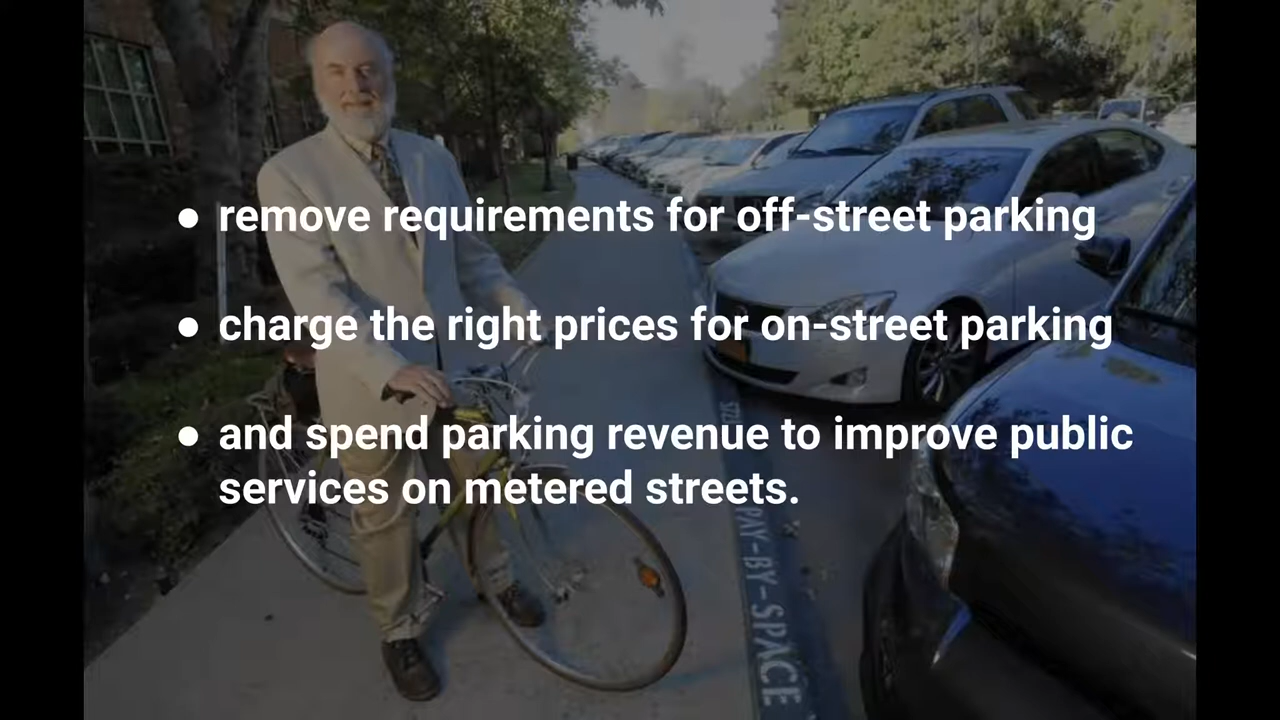 ● remove requirements for off-street parking
● charge the right prices for on-street parking
● and spend parking revenue to improve public
services on metered streets.
PAY-BY-SPACE